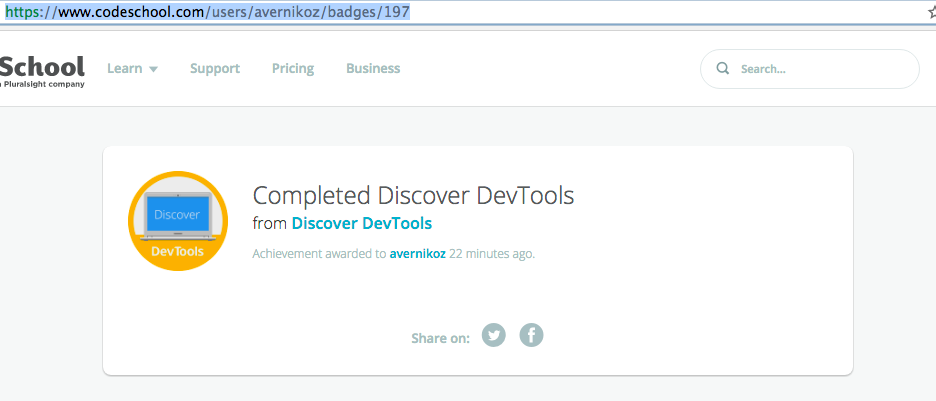 https://www.codeschool.com/users/avernikoz/badges/197
School
a Pluralsight company
Learn
Support
Pricing
Business
Search...
Discover
DevTools
Completed Discover DevTools
from Discover DevTools
Achievement awarded to avernikoz 22 minutes ago.
Share on: